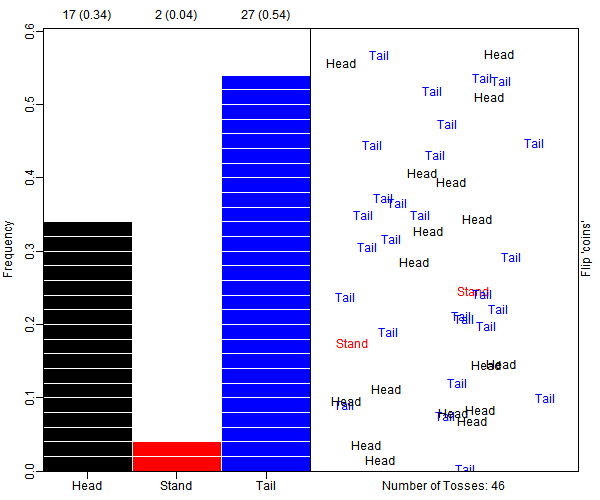 17 (0.34) 2 (0.04) 27 (0.54)
0.6
0.5
0.4
0.3
0.2
0.1
0.0
Frequency
Head Stand Tail
Tail Head
Head
Tail Tail
Tail Head
Tail
Tail Tail
Tail
Head Head
Tail Tail
Tail Tail Head
Head
Tail Tail
Head Tail
Stand Tail
Tail
Tail
Tail Tail
Tail
Tail
Stand
Head Head
Tail
Head
Tail
Head Tail
Head Head
Tail Head
Head
Head
Tail
Number of Tosses: 46
Flip 'coins'